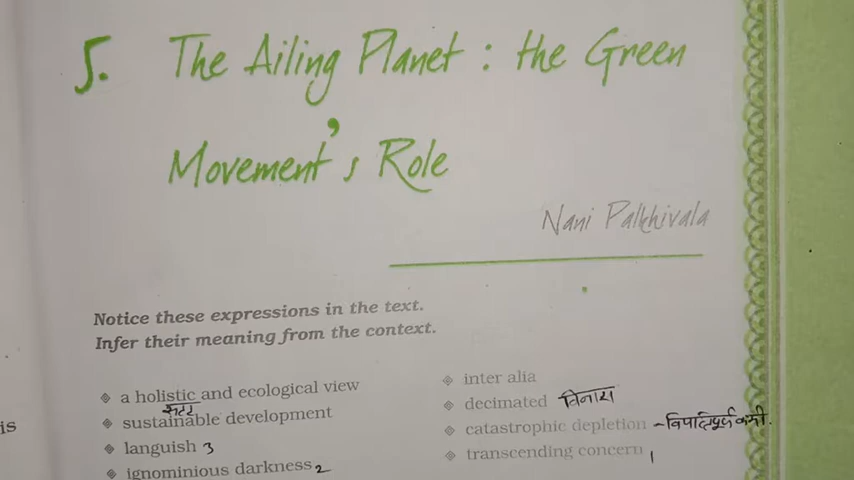 5. The Ailing Planet : the Green
Movement's Role
Nani Palkhivala
Notice these expressions in the text.
Infer their meaning from the context.
a holistic and ecological view
sustainable development
languish 3
ignominious darkness 2
inter alia
decimated विनाश
catastrophic depletion -
transcending concern 1
is